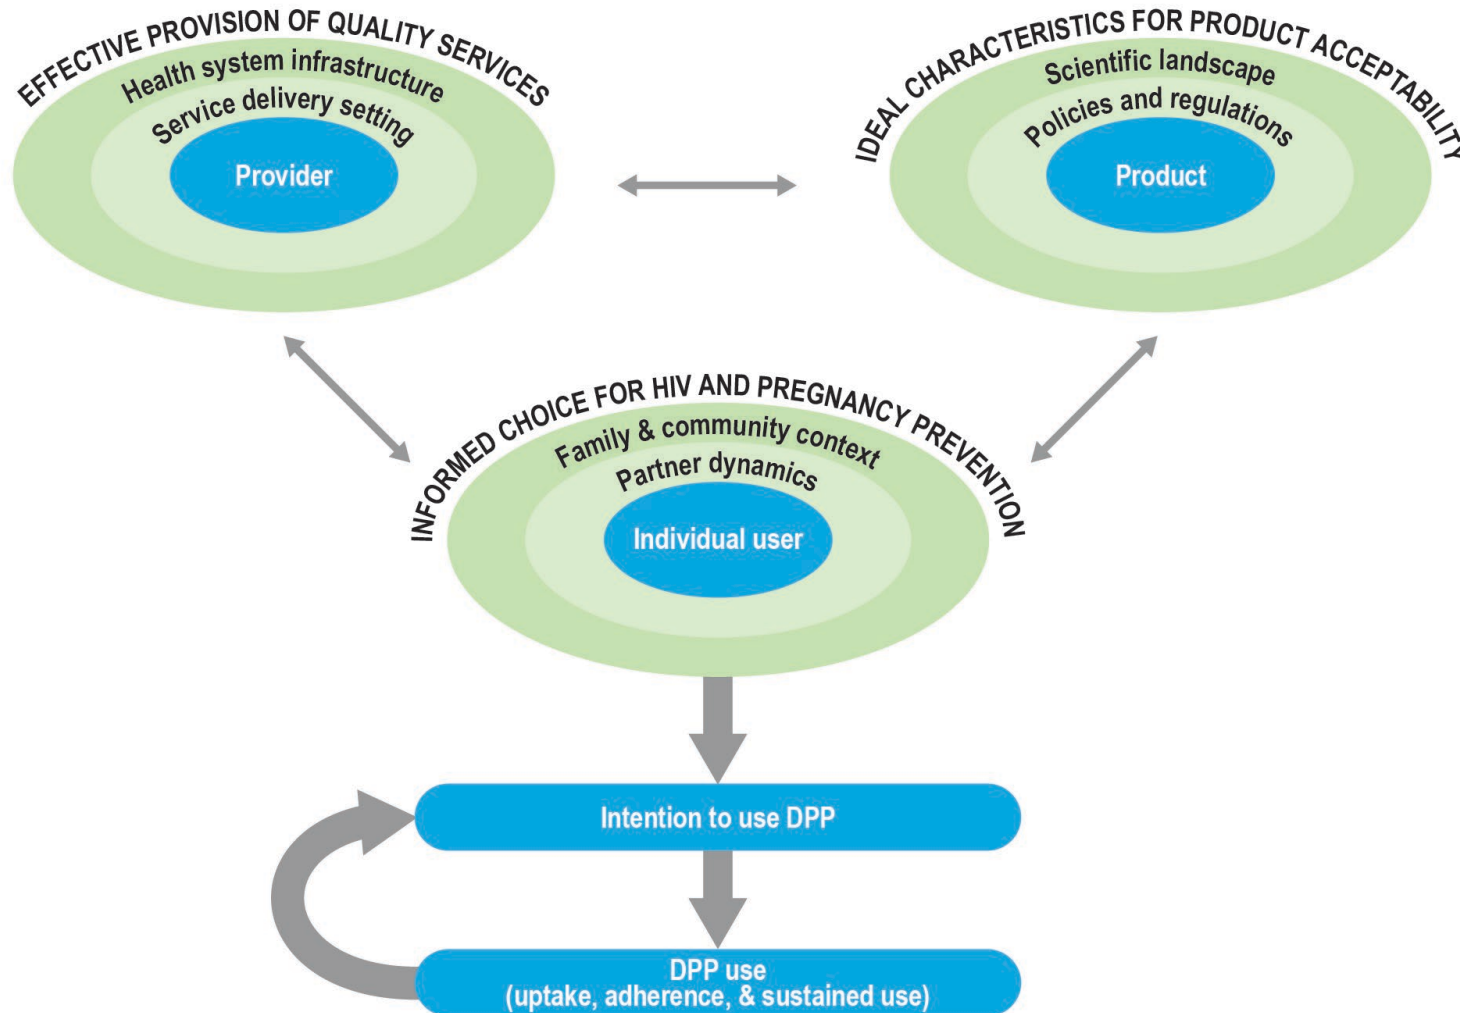 EFFECTIVE PROVISION OF QUALITY SERVICES
Health system infrastructure
Service delivery setting
Provider
IDEAL CHARACTERISTICS FOR PRODUCT ACCEPTABILITY
Scientific landscape
Policies and regulations
Product
INFORMED CHOICE FOR HIV AND PREGNANCY PREVENTION
Family & community context
Partner dynamics
Individual user
Intention to use DPP
DPP use
(uptake, adherence, & sustained use)